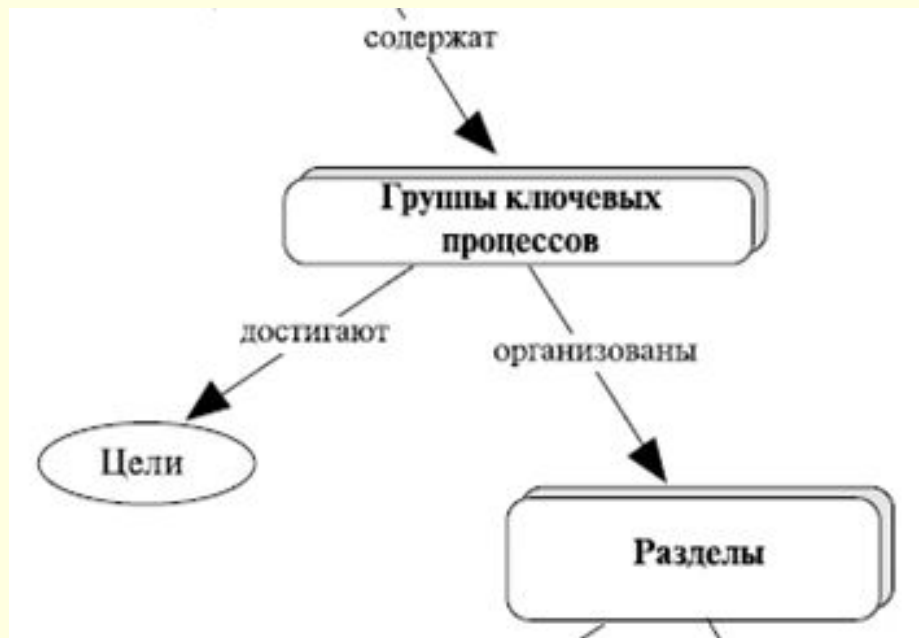 содержат
Группы ключевых
процессов
достигают
организованы
Цели
Разделы